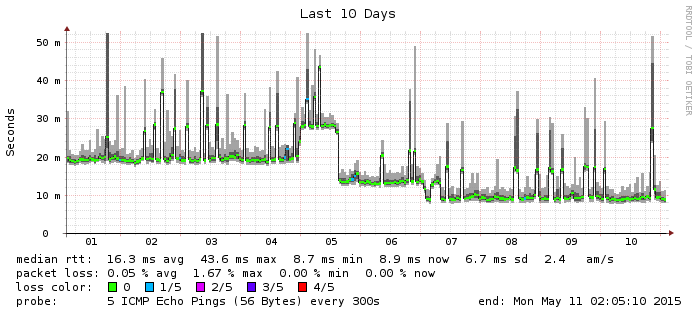 Last 10 Days
RRDTOOL / TOBI OETIKER
Seconds
50 m
40 m
30 m
20 m
10 m
0
01 02 03 04 05 06 07 08 09 10
median rtt: 16.3 ms avg 43.6 ms max 8.7 ms min 8.9 ms now 6.7 ms sd 2.4 am/s
packet loss: 0.05 % avg 1.67 % max 0.00 % min 0.00 % now
loss color: 0 1/5 2/5 3/5 4/5
probe: 5 ICMP Echo Pings (56 Bytes) every 300s end: Mon May 11 02:05:10 2015